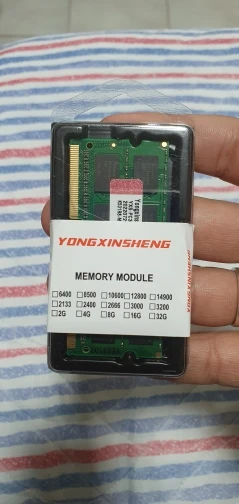 YONGXINSHENG
MEMORY MODULE
6400 8500 10600 12800 14900
2133 2400 2666 3000 3200
2G 4G 8G 16G 32G